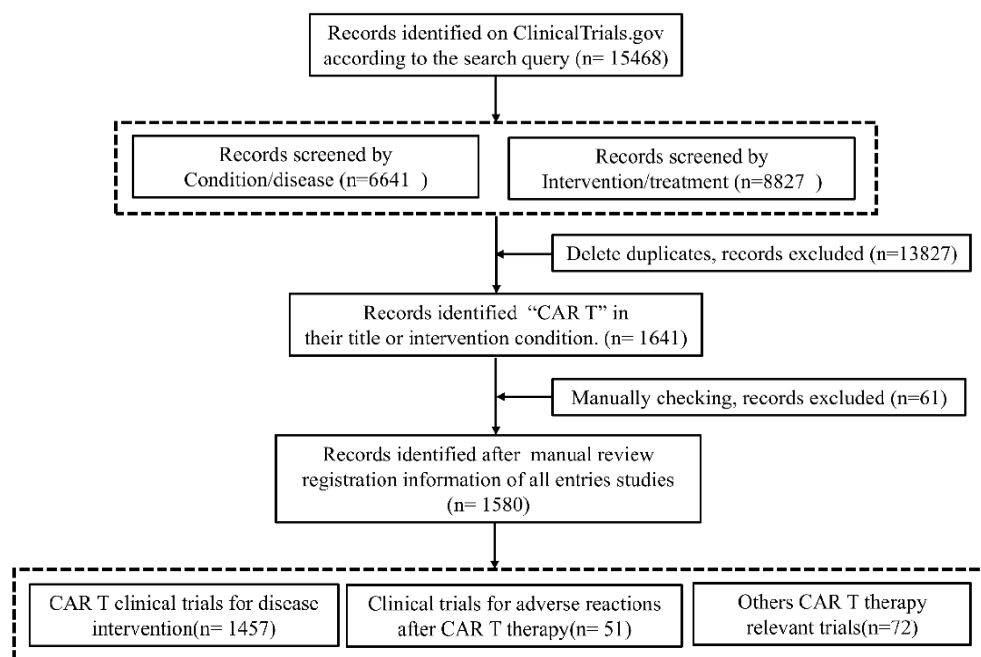 Records identified on ClinicalTrials.gov
according to the search query (n= 15468)
Records screened by
Condition/disease (n=6641 )
Records screened by
Intervention/treatment (n=8827 )
Delete duplicates, records excluded (n=13827)
Records identified “CAR T” in
their title or intervention condition. (n= 1641)
Manually checking, records excluded (n=61)
Records identified after manual review
registration information of all entries studies
(n= 1580)
CAR T clinical trials for disease
intervention(n= 1457)
Clinical trials for adverse reactions
after CAR T therapy(n= 51)
Others CAR T therapy
relevant trials(n=72)